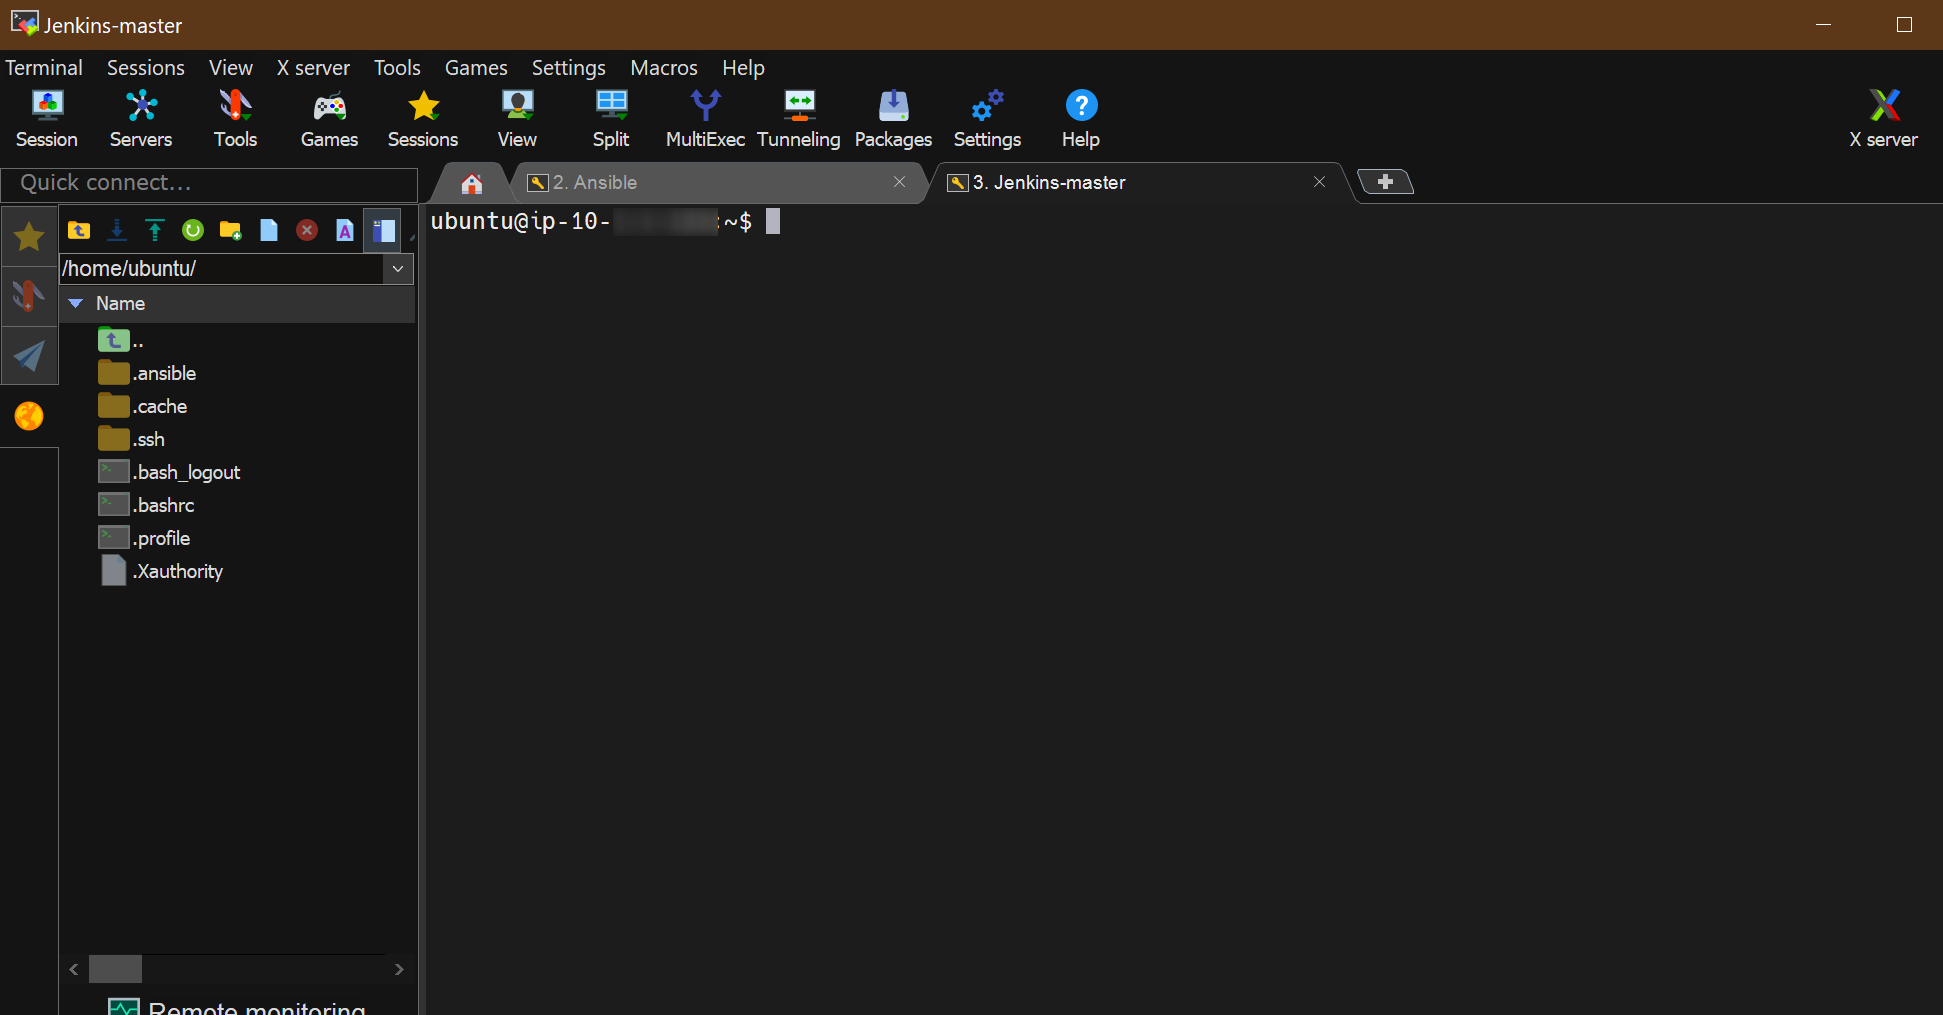 Jenkins-master
Terminal Sessions View X server Tools Games Settings Macros Help
Session Servers Tools Games Sessions View Split MultiExec Tunneling Packages Settings Help X server
Quick connect... 2. Ansible 3. Jenkins-master
ubuntu@ip-10- :~$
/home/ubuntu/
Name
..
.ansible
.cache
.ssh
.bash_logout
.bashrc
.profile
.Xauthority
Remote monitoring